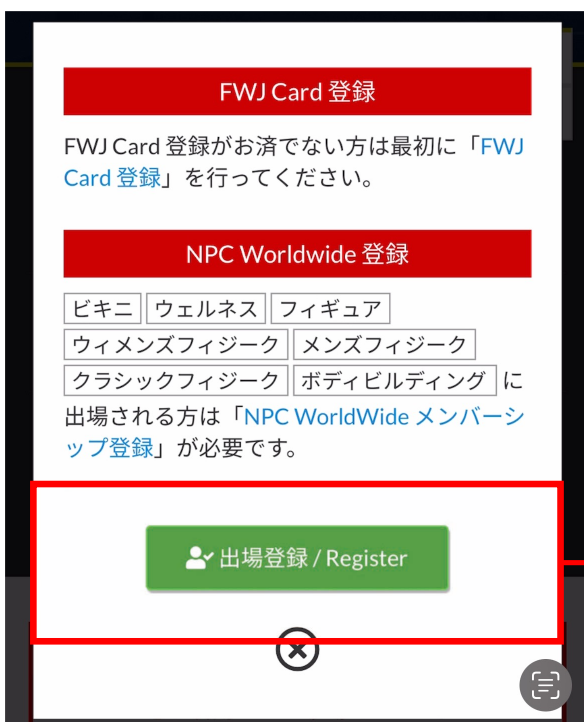 FWJ Card 登録
FWJ Card 登録がお済でない方は最初に「FWJ
Card 登録」を行ってください。
NPC Worldwide 登録
ビキニ ウェルネス フィギュア
ウィメンズフィジーク メンズフィジーク
クラシックフィジーク ボディビルディング に
出場される方は「NPC WorldWide メンバーシ
ップ登録」が必要です。
出場登録 / Register